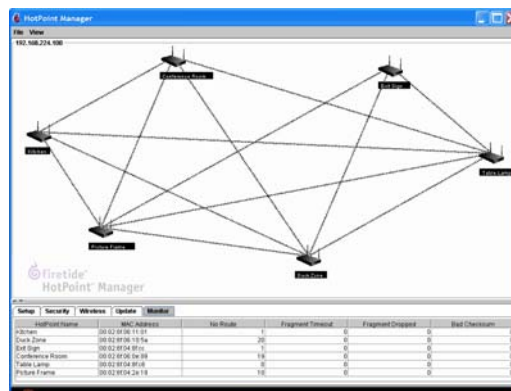 HotPoint Manager
File View
192.168.224.100
Conference Room
Exit Sign
Kitchen
Table Lamp
Picture Frame
Duck Zone
firetide
HotPoint Manager
Setup Security Wireless Update Monitor
HotPoint Name MAC Address No Route Fragment Timeout Fragment Dropped Bad Checksum
Kitchen 1 0 0 0
Duck Zone 20 0 0 0
Exit Sign 1 0 0 0
Conference Room 0 0 0
Table Lamp 0 0 0
Picture Frame 0 0 0